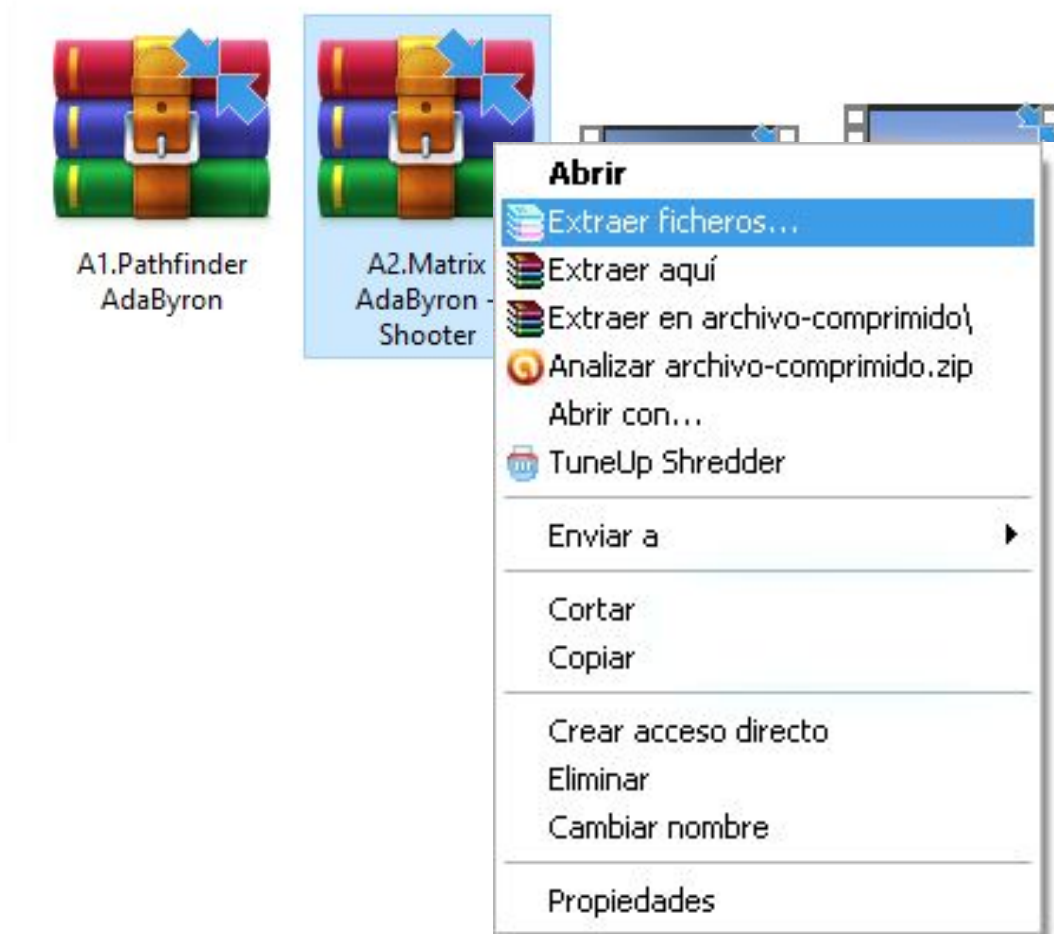 A1.Pathfinder
AdaByron
A2.Matrix
AdaByron -
Shooter
Abrir
Extraer ficheros...
Extraer aquí
Extraer en archivo-comprimido\
Analizar archivo-comprimido.zip
Abrir con...
TuneUp Shredder
Enviar a
Cortar
Copiar
Crear acceso directo
Eliminar
Cambiar nombre
Propiedades